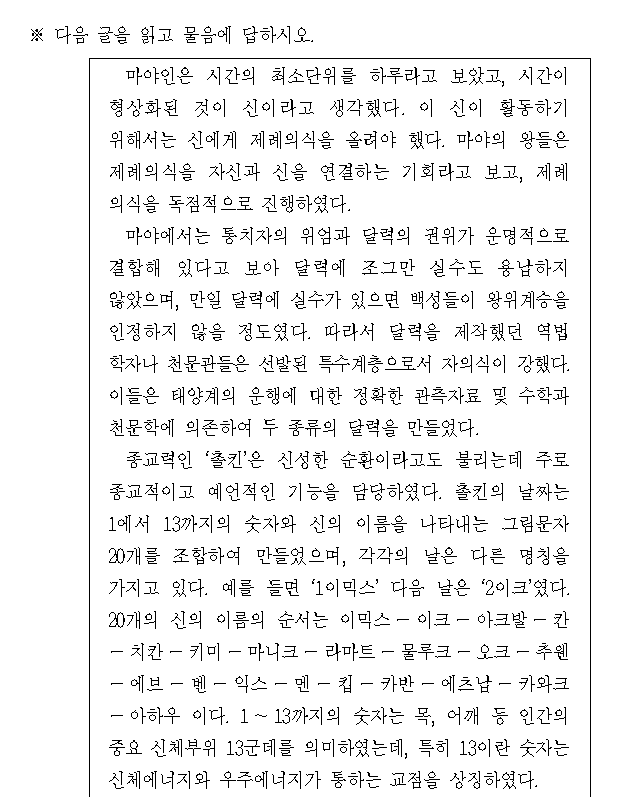 ※ 다음 글을 읽고 물음에 답하시오.
마야인은 시간의 최소단위를 하루라고 보았고, 시간이
형상화된 것이 신이라고 생각했다. 이 신이 활동하기
위해서는 신에게 제례의식을 올려야 했다. 마야의 왕들은
제례의식을 자신과 신을 연결하는 기회라고 보고, 제례
의식을 독점적으로 진행하였다.
마야에서는 통치자의 위엄과 달력의 권위가 운명적으로
결합해 있다고 보아 달력에 조그만 실수도 용납하지
않았으며, 만일 달력에 실수가 있으면 백성들이 왕위계승을
인정하지 않을 정도였다. 따라서 달력을 제작했던 역법
학자나 천문관들은 선발된 특수계층으로서 자의식이 강했다.
이들은 태양계의 운행에 대한 정확한 관측자료 및 수학과
천문학에 의존하여 두 종류의 달력을 만들었다.
종교력인 ‘촐킨’은 신성한 순환이라고도 불리는데 주로
종교적이고 예언적인 기능을 담당하였다. 촐킨의 날짜는
1에서 13까지의 숫자와 신의 이름을 나타내는 그림문자
20개를 조합하여 만들었으며, 각각의 날은 다른 명칭을
가지고 있다. 예를 들면 ‘1이믹스’ 다음 날은 ‘2이크’였다.
20개의 신의 이름의 순서는 이믹스－이크－아크발－칸
－치칸－키미－마니크－라마트－물루크－오크－추웬
－에브－벤－익스－멘－킵－카반－에츠납－카와크
－아하우 이다. 1～13까지의 숫자는 목, 어깨 등 인간의
중요 신체부위 13군데를 의미하였는데, 특히 13이란 숫자는
신체에너지와 우주에너지가 통하는 교점을 상징하였다.